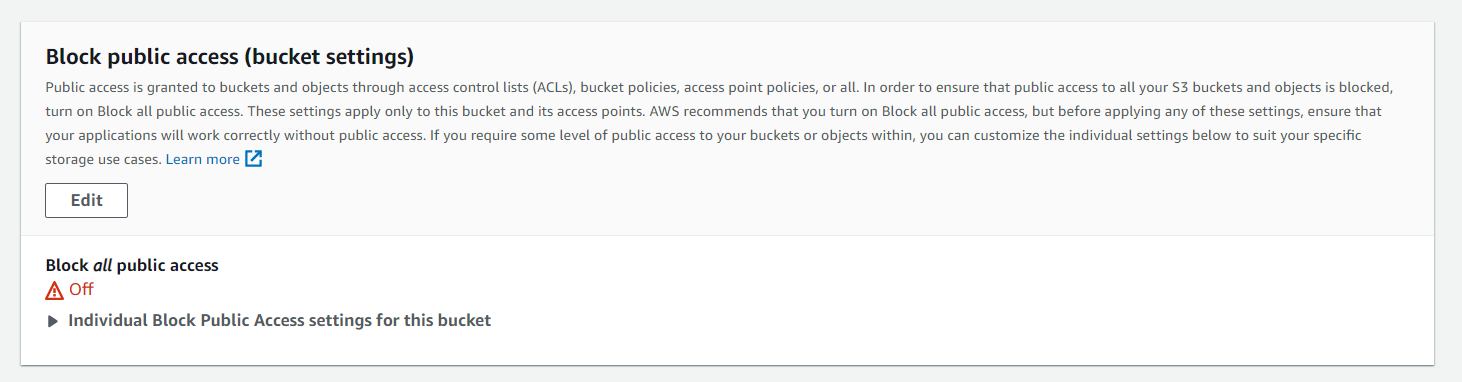 Block public access (bucket settings)
Public access is granted to buckets and objects through access control lists (ACLs), bucket policies, access point policies, or all. In order to ensure that public access to all your S3 buckets and objects is blocked,
turn on Block all public access. These settings apply only to this bucket and its access points. AWS recommends that you turn on Block all public access, but before applying any of these settings, ensure that
your applications will work correctly without public access. If you require some level of public access to your buckets or objects within, you can customize the individual settings below to suit your specific
storage use cases. Learn more
Edit
Block all public access
Off
Individual Block Public Access settings for this bucket